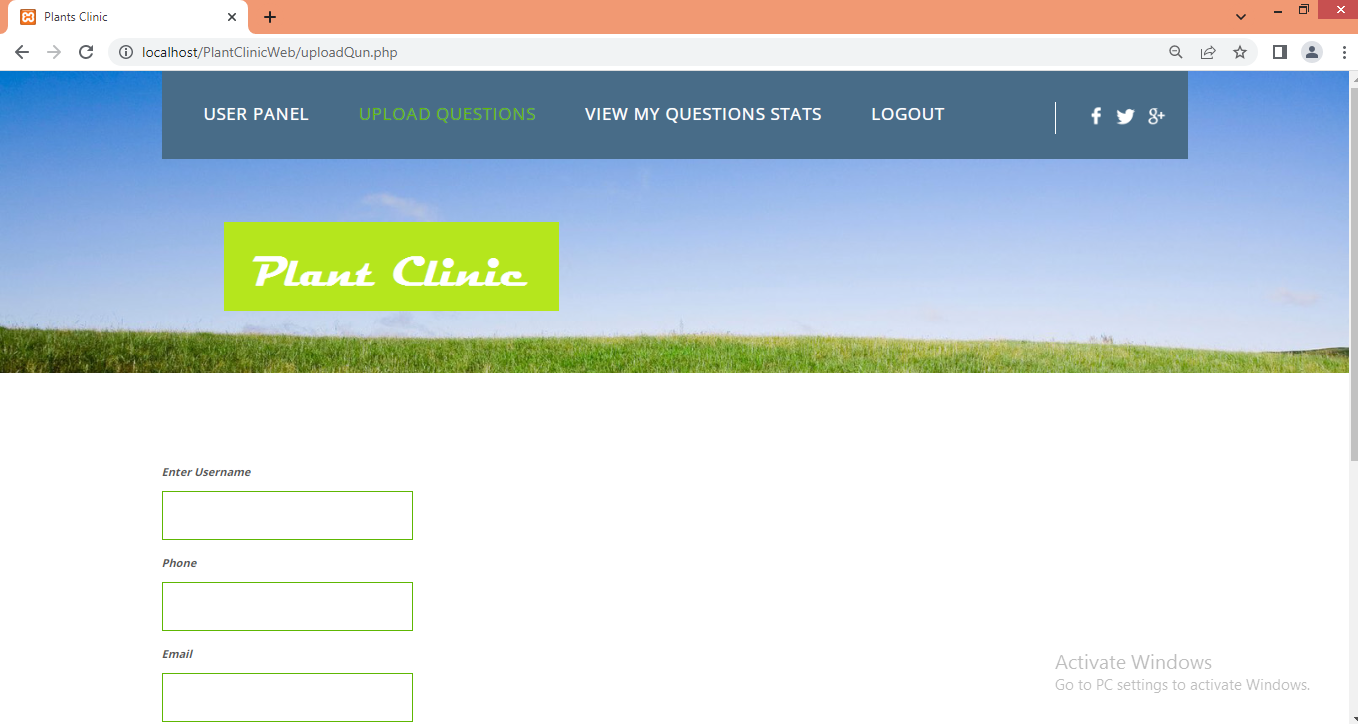 Plants Clinic
localhost/PlantClinicWeb/uploadQun.php
USER PANEL UPLOAD QUESTIONS VIEW MY QUESTIONS STATS LOGOUT
Plant Clinic
Enter Username
Phone
Email
Activate Windows
Go to PC settings to activate Windows.